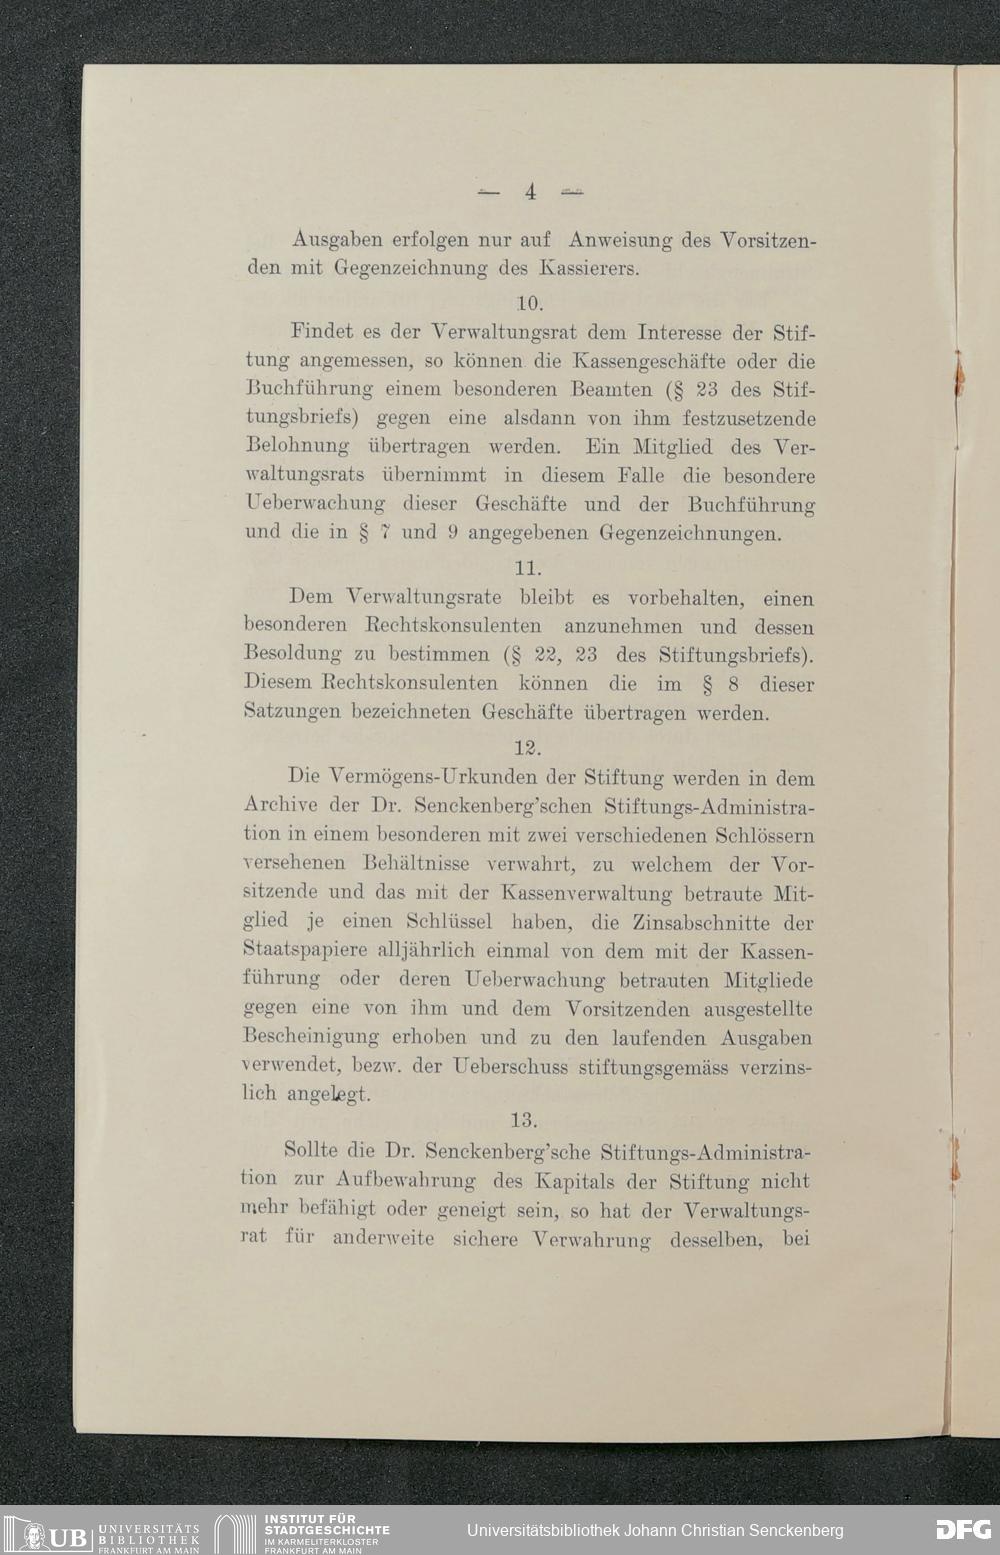 — 4 —
Ausgaben erfolgen nur auf Anweisung des Vorsitzen-
den mit Gegenzeichnung des Kassierers.
10.
Findet es der Verwaltungsrat dem Interesse der Stif-
tung angemessen, so können die Kassengeschäfte oder die
Buchführung einem besonderen Beamten (§ 23 des Stif-
tungsbriefs) gegen eine alsdann von ihm festzusetzende
Belohnung übertragen werden. Ein Mitglied des Ver-
waltungsrats übernimmt in diesem Falle die besondere
Ueberwachung dieser Geschäfte und der Buchführung
und die in § 7 und 9 angegebenen Gegenzeichnungen.
11.
Dem Verwaltungsrate bleibt es vorbehalten, einen
besonderen Rechtskonsulenten anzunehmen und dessen
Besoldung zu bestimmen (§ 22, 23 des Stiftungsbriefs).
Diesem Rechtskonsulenten können die im § 8 dieser
Satzungen bezeichneten Geschäfte übertragen werden.
12.
Die Vermögens-Urkunden der Stiftung werden in dem
Archive der Dr. Senckenberg'schen Stiftungs-Administra-
tion in einem besonderen mit zwei verschiedenen Schlössern
versehenen Behältnisse verwahrt, zu welchem der Vor-
sitzende und das mit der Kassenverwaltung betraute Mit-
glied je einen Schlüssel haben, die Zinsabschnitte der
Staatspapiere alljährlich einmal von dem mit der Kassen-
führung oder deren Ueberwachung betrauten Mitgliede
gegen eine von ihm und dem Vorsitzenden ausgestellte
Bescheinigung erhoben und zu den laufenden Ausgaben
verwendet, bezw. der Ueberschuss stiftungsgemäss verzins-
lich angelegt.
13.
Sollte die Dr. Senckenberg'sche Stiftungs-Administra-
tion zur Aufbewahrung des Kapitals der Stiftung nicht
mehr befähigt oder geneigt sein, so hat der Verwaltungs-
rat für anderweite sichere Verwahrung desselben, bei
UB UNIVERSITÄTS
BIBLIOTHEK
FRANKFURT AM MAIN
INSTITUT FÜR
STADTGESCHICHTE
IM KARMELITERKLOSTER
FRANKFURT AM MAIN
Universitätsbibliothek Johann Christian Senckenberg
DFG